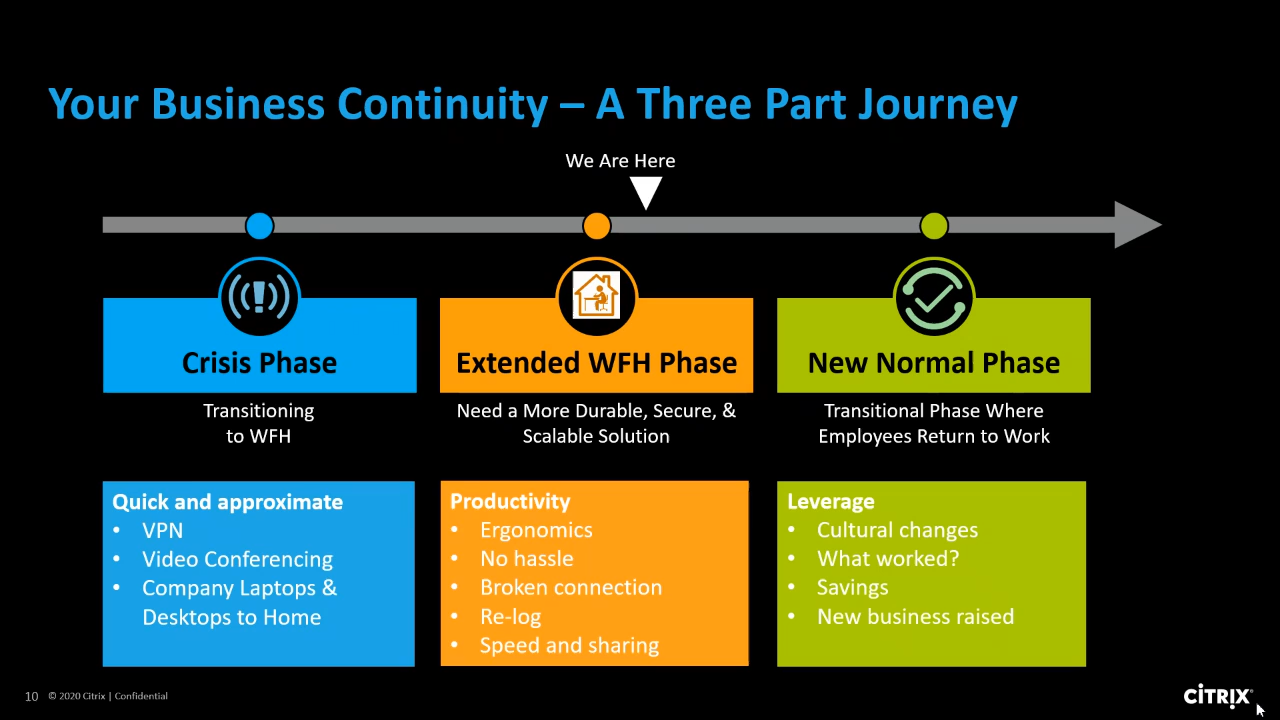 Your Business Continuity – A Three Part Journey
We Are Here
Crisis Phase
Transitioning
to WFH
Quick and approximate
• VPN
• Video Conferencing
• Company Laptops &
Desktops to Home
Extended WFH Phase
Need a More Durable, Secure, &
Scalable Solution
Productivity
• Ergonomics
• No hassle
• Broken connection
• Re-log
• Speed and sharing
New Normal Phase
Transitional Phase Where
Employees Return to Work
Leverage
• Cultural changes
• What worked?
• Savings
• New business raised
10 © 2020 Citrix | Confidential
CİTRIX®